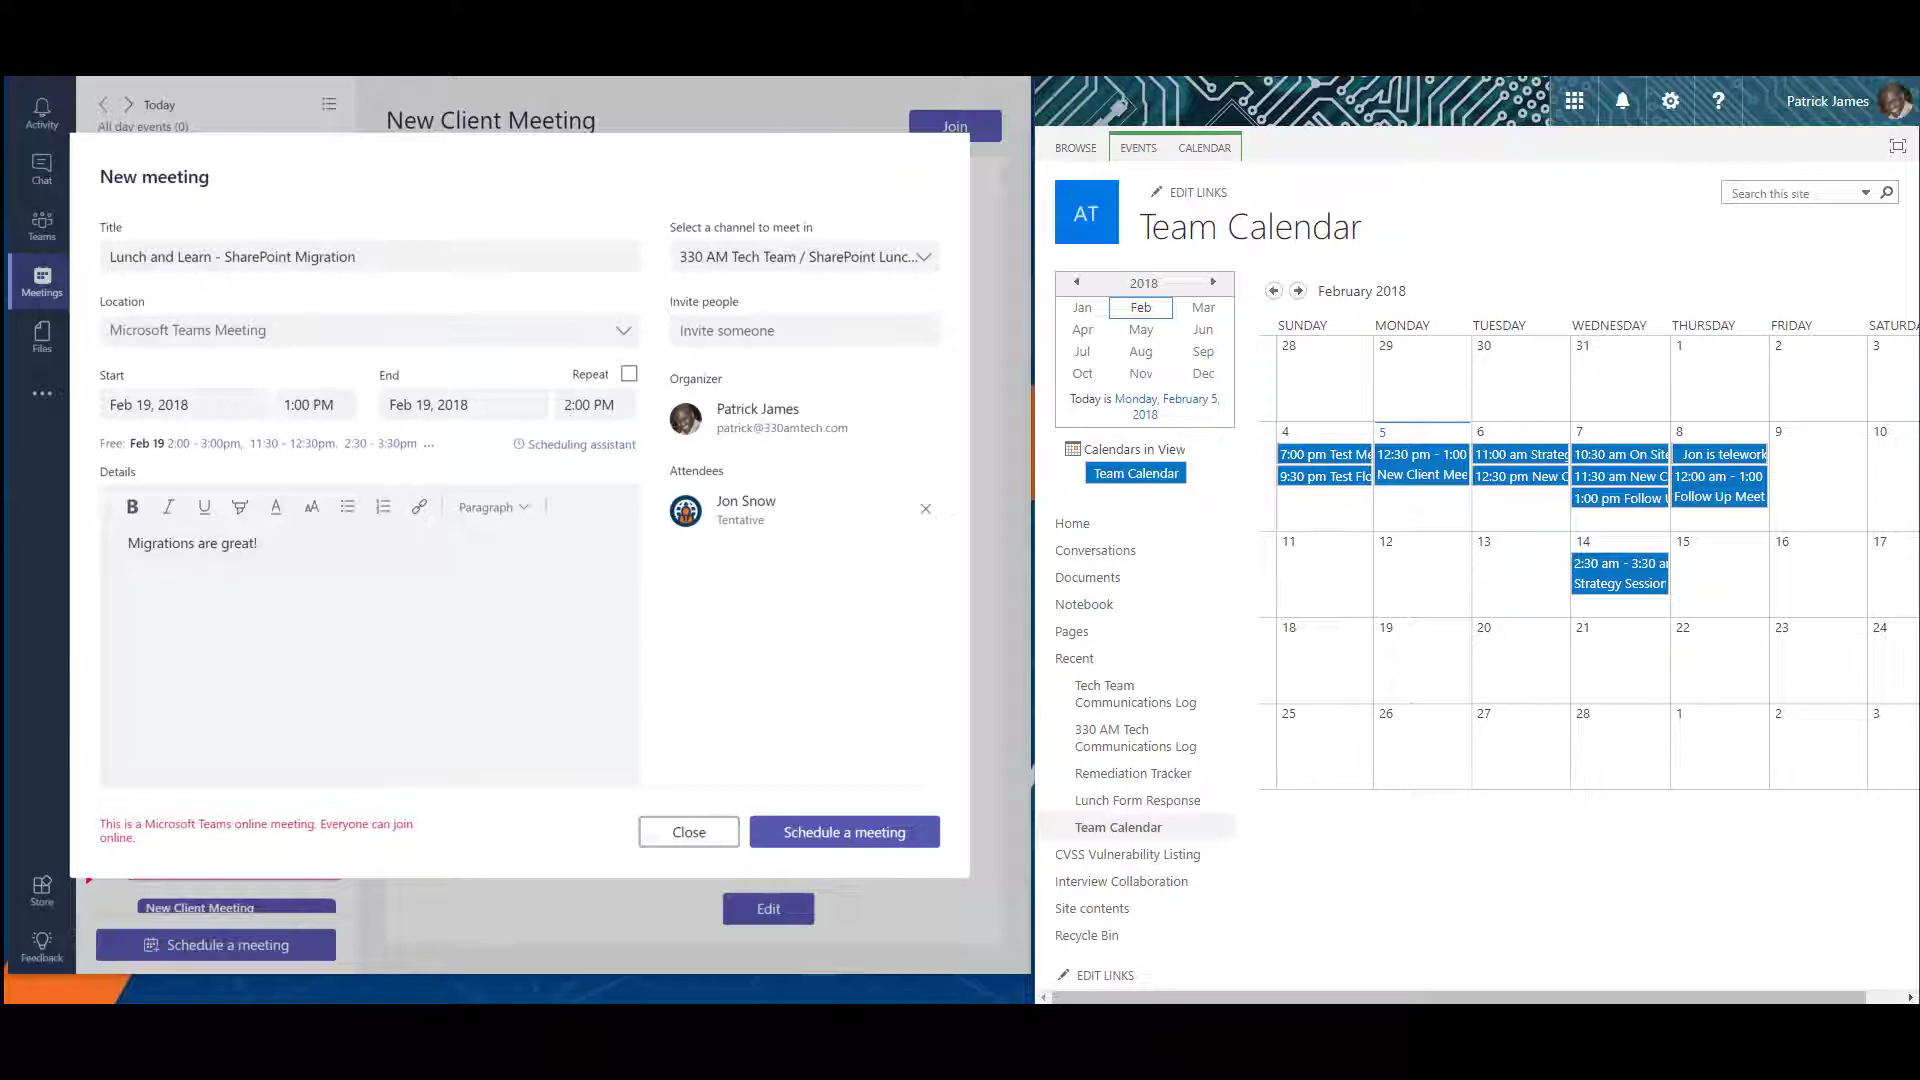 Activity
Chat
Teams
Meetings
Files
Store
Feedback
Today
All day events (0)
New Client Meeting
Join
New meeting
Title
Lunch and Learn - SharePoint Migration
Location
Microsoft Teams Meeting
Start
End
Repeat
Feb 19, 2018
1:00 PM
Feb 19, 2018
2:00 PM
Free: Feb 19 2:00 - 3:00pm, 11:30 - 12:30pm, 2:30 - 3:30pm ...
Scheduling assistant
Details
B I U A AA Paragraph
Migrations are great!
Select a channel to meet in
330 AM Tech Team / SharePoint Lunc...
Invite people
Invite someone
Organizer
Patrick James
patrick@330amtech.com
Attendees
Jon Snow
Tentative
This is a Microsoft Teams online meeting. Everyone can join
online.
Close
Schedule a meeting
New Client Meeting
Edit
Schedule a meeting
?
Patrick James
BROWSE EVENTS CALENDAR
AT
EDIT LINKS
Team Calendar
Search this site
2018
Jan Feb Mar
Apr May Jun
Jul Aug Sep
Oct Nov Dec
Today is Monday, February 5,
2018
Calendars in View
Team Calendar
Home
Conversations
Documents
Notebook
Pages
Recent
Tech Team
Communications Log
330 AM Tech
Communications Log
Remediation Tracker
Lunch Form Response
Team Calendar
CVSS Vulnerability Listing
Interview Collaboration
Site contents
Recycle Bin
EDIT LINKS
February 2018
SUNDAY MONDAY TUESDAY WEDNESDAY THURSDAY FRIDAY SATURDA
28 29 30 31 1 2 3
4 5 6 7 8 9 10
7:00 pm Test Me 12:30 pm - 1:00 11:00 am Strateg 10:30 am On Site Jon is telework
9:30 pm Test Flo New Client Mee 12:30 pm New C 11:30 am New C 12:00 am - 1:00
1:00 pm Follow U Follow Up Meet
11 12 13 14 15 16 17
2:30 am - 3:30 am
Strategy Session
18 19 20 21 22 23 24
25 26 27 28 1 2 3